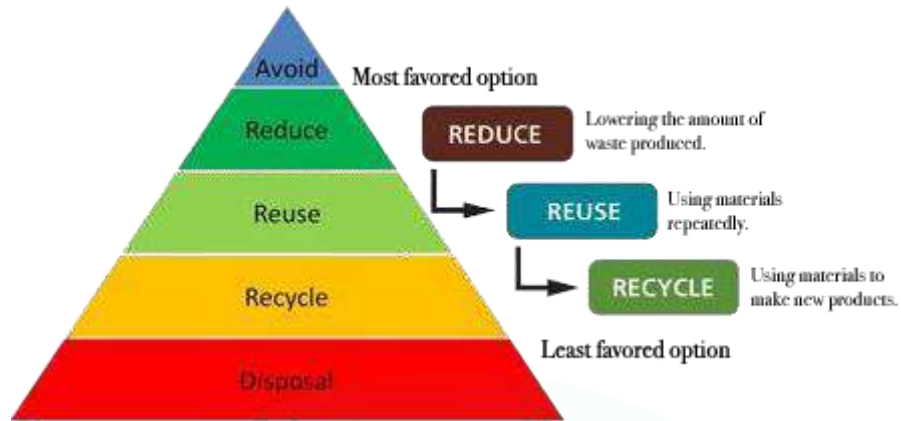 Avoid
Most favored option
Reduce
REDUCE
Lowering the amount of
waste produced.
Reuse
REUSE
Using materials
repeatedly.
Recycle
RECYCLE
Using materials to
make new products.
Least favored option
Disposal